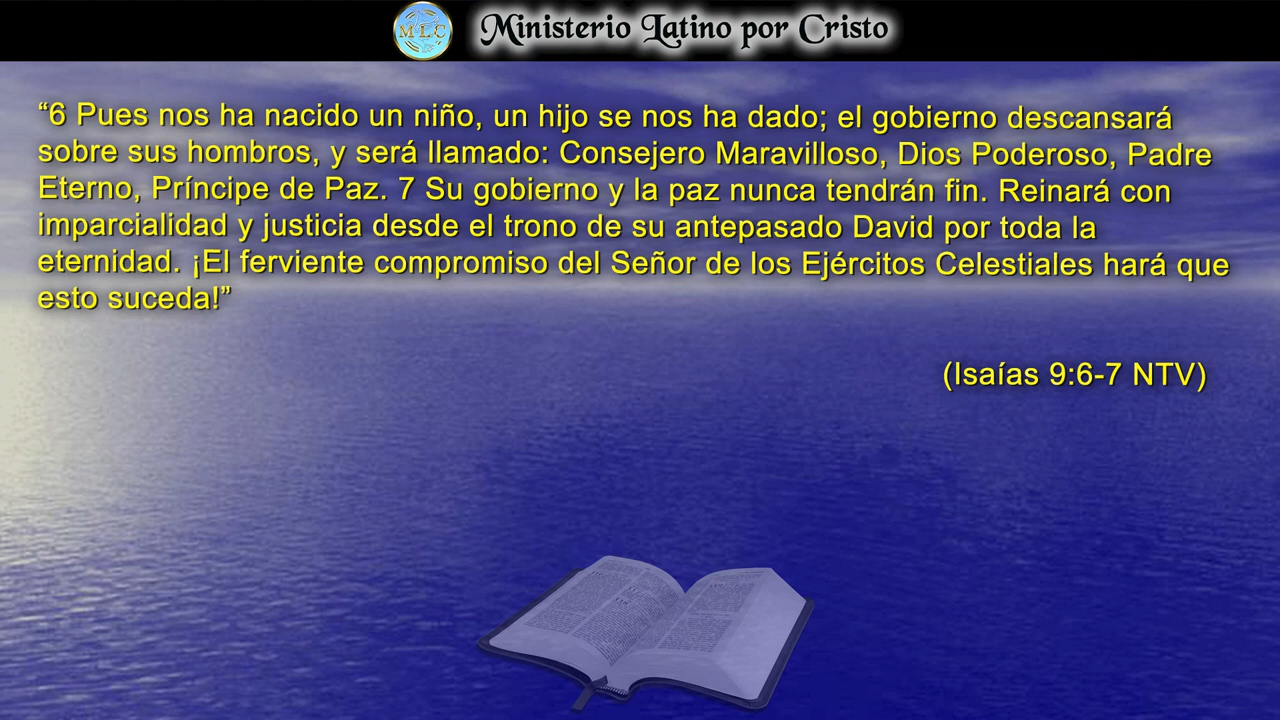 MLC
Ministerio Latino por Cristo
“6 Pues nos ha nacido un niño, un hijo se nos ha dado; el gobierno descansará
sobre sus hombros, y será llamado: Consejero Maravilloso, Dios Poderoso, Padre
Eterno, Príncipe de Paz. 7 Su gobierno y la paz nunca tendrán fin. Reinará con
imparcialidad y justicia desde el trono de su antepasado David por toda la
eternidad. ¡El ferviente compromiso del Señor de los Ejércitos Celestiales hará que
esto suceda!”
(Isaías 9:6-7 NTV)